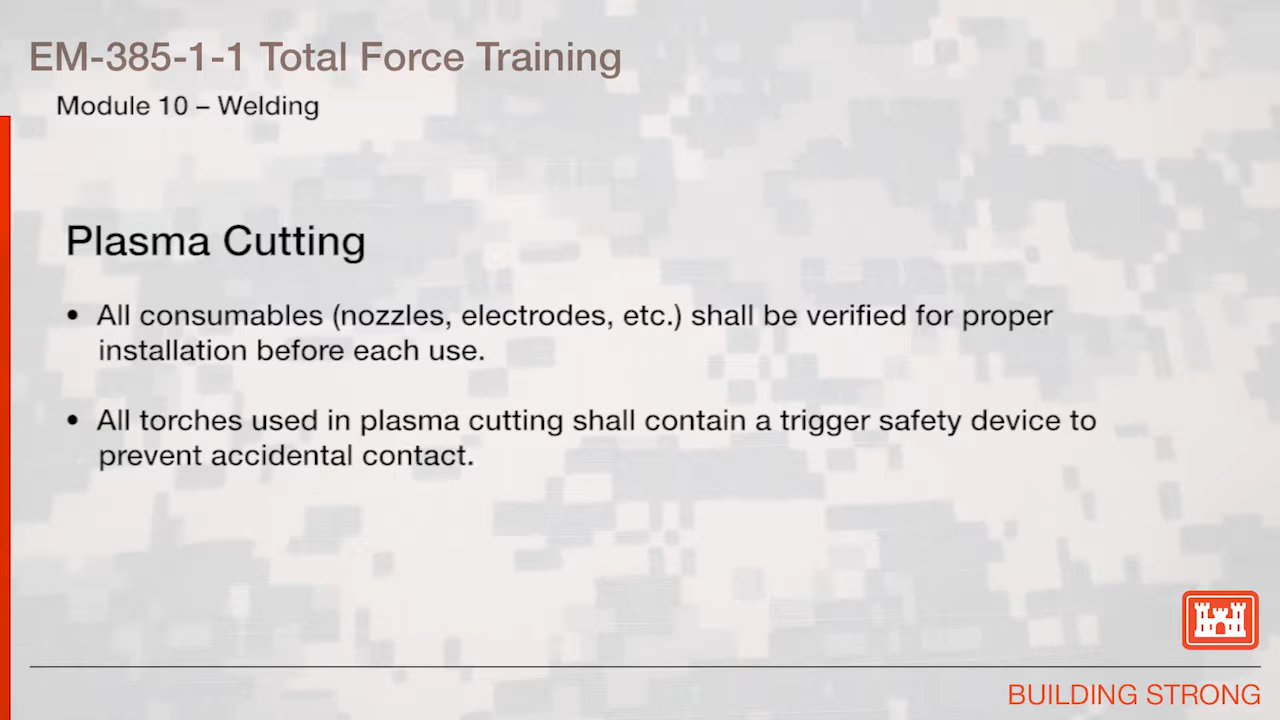 EM-385-1-1 Total Force Training
Module 10 – Welding
Plasma Cutting
• All consumables (nozzles, electrodes, etc.) shall be verified for proper
installation before each use.
• All torches used in plasma cutting shall contain a trigger safety device to
prevent accidental contact.
BUILDING STRONG